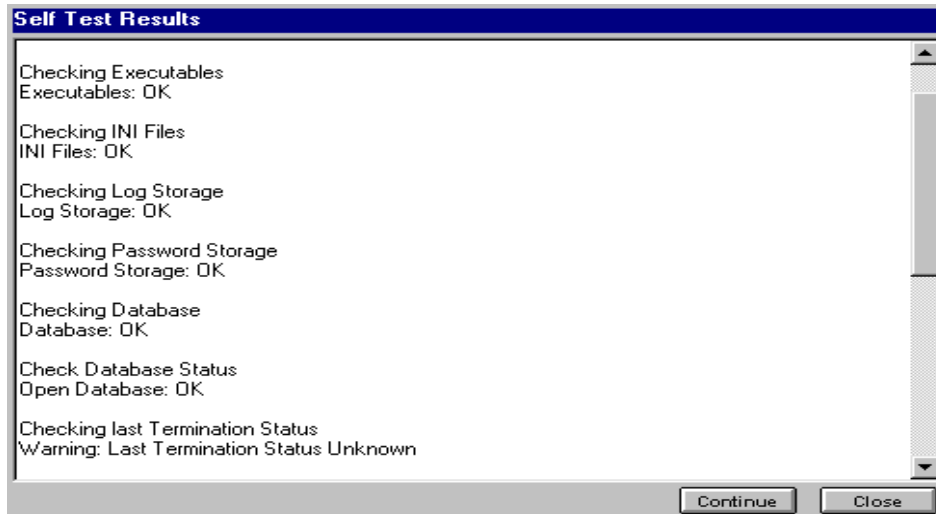 Self Test Results
Checking Executables
Executables: OK
Checking INI Files
INI Files: OK
Checking Log Storage
Log Storage: OK
Checking Password Storage
Password Storage: OK
Checking Database
Database: OK
Check Database Status
Open Database: OK
Checking last Termination Status
Warning: Last Termination Status Unknown
Continue
Close